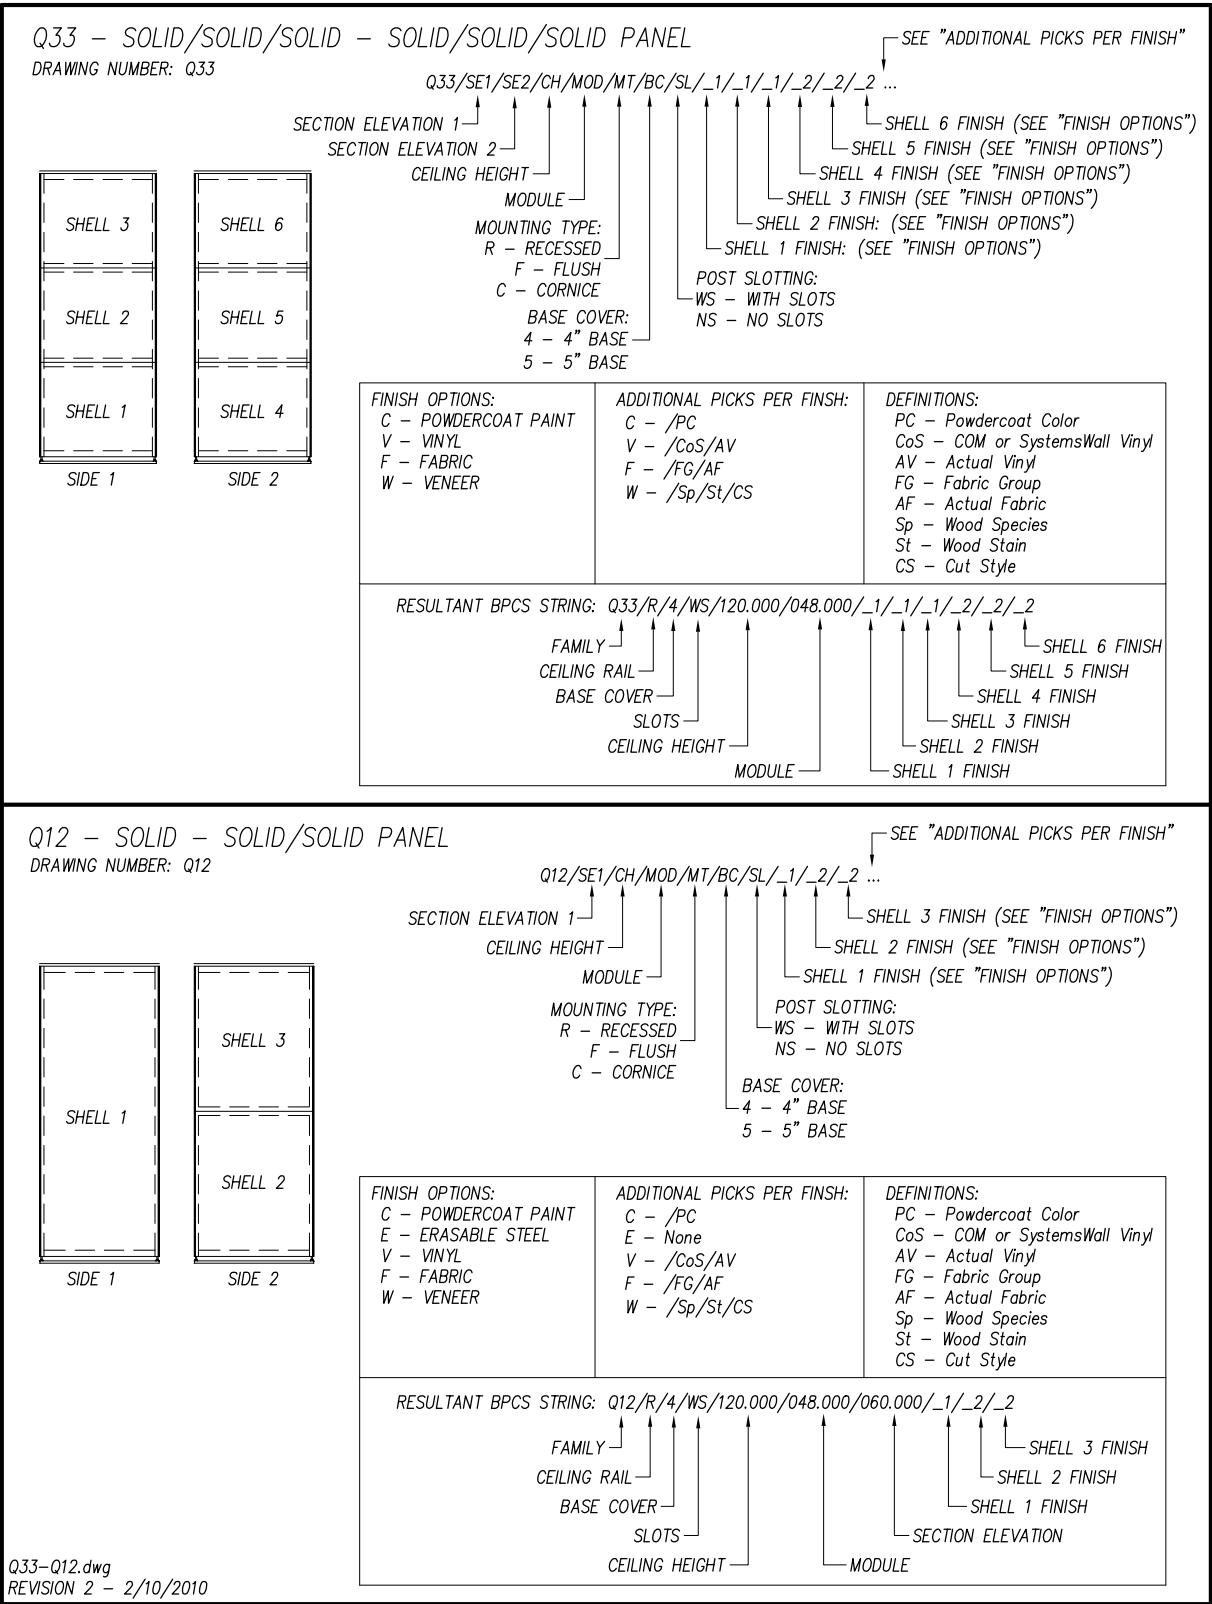 Q33 – SOLID/SOLID/SOLID – SOLID/SOLID/SOLID PANEL
DRAWING NUMBER: Q33
SEE "ADDITIONAL PICKS PER FINISH"
Q33/SE1/SE2/CH/MOD/MT/BC/SL/_1/_1/_1/_2/_2/_2 ...
SECTION ELEVATION 1
SHELL 6 FINISH (SEE "FINISH OPTIONS")
SECTION ELEVATION 2
SHELL 5 FINISH (SEE "FINISH OPTIONS")
CEILING HEIGHT
SHELL 4 FINISH (SEE "FINISH OPTIONS")
MODULE
SHELL 3 FINISH (SEE "FINISH OPTIONS")
MOUNTING TYPE:
R – RECESSED
F – FLUSH
C – CORNICE
SHELL 2 FINISH: (SEE "FINISH OPTIONS")
SHELL 1 FINISH: (SEE "FINISH OPTIONS")
POST SLOTTING:
WS – WITH SLOTS
NS – NO SLOTS
BASE COVER:
4 – 4" BASE
5 – 5" BASE
SHELL 3
SHELL 2
SHELL 1
SIDE 1
SHELL 6
SHELL 5
SHELL 4
SIDE 2
FINISH OPTIONS:
C – POWDERCOAT PAINT
V – VINYL
F – FABRIC
W – VENEER
ADDITIONAL PICKS PER FINSH:
C – /PC
V – /CoS/AV
F – /FG/AF
W – /Sp/St/CS
DEFINITIONS:
PC – Powdercoat Color
CoS – COM or SystemsWall Vinyl
AV – Actual Vinyl
FG – Fabric Group
AF – Actual Fabric
Sp – Wood Species
St – Wood Stain
CS – Cut Style
RESULTANT BPCS STRING: Q33/R/4/WS/120.000/048.000/_1/_1/_1/_2/_2/_2
FAMILY
SHELL 6 FINISH
CEILING RAIL
SHELL 5 FINISH
BASE COVER
SHELL 4 FINISH
SLOTS
SHELL 3 FINISH
CEILING HEIGHT
SHELL 2 FINISH
MODULE
SHELL 1 FINISH
Q12 – SOLID – SOLID/SOLID PANEL
DRAWING NUMBER: Q12
SEE "ADDITIONAL PICKS PER FINISH"
Q12/SE1/CH/MOD/MT/BC/SL/_1/_2/_2 ...
SECTION ELEVATION 1
SHELL 3 FINISH (SEE "FINISH OPTIONS")
CEILING HEIGHT
SHELL 2 FINISH (SEE "FINISH OPTIONS")
MODULE
SHELL 1 FINISH (SEE "FINISH OPTIONS")
MOUNTING TYPE:
R – RECESSED
F – FLUSH
C – CORNICE
POST SLOTTING:
WS – WITH SLOTS
NS – NO SLOTS
BASE COVER:
4 – 4" BASE
5 – 5" BASE
SHELL 1
SIDE 1
SHELL 3
SHELL 2
SIDE 2
FINISH OPTIONS:
C – POWDERCOAT PAINT
E – ERASABLE STEEL
V – VINYL
F – FABRIC
W – VENEER
ADDITIONAL PICKS PER FINSH:
C – /PC
E – None
V – /CoS/AV
F – /FG/AF
W – /Sp/St/CS
DEFINITIONS:
PC – Powdercoat Color
CoS – COM or SystemsWall Vinyl
AV – Actual Vinyl
FG – Fabric Group
AF – Actual Fabric
Sp – Wood Species
St – Wood Stain
CS – Cut Style
RESULTANT BPCS STRING: Q12/R/4/WS/120.000/048.000/060.000/_1/_2/_2
FAMILY
SHELL 3 FINISH
CEILING RAIL
SHELL 2 FINISH
BASE COVER
SHELL 1 FINISH
SLOTS
SECTION ELEVATION
CEILING HEIGHT
MODULE
Q33–Q12.dwg
REVISION 2 – 2/10/2010